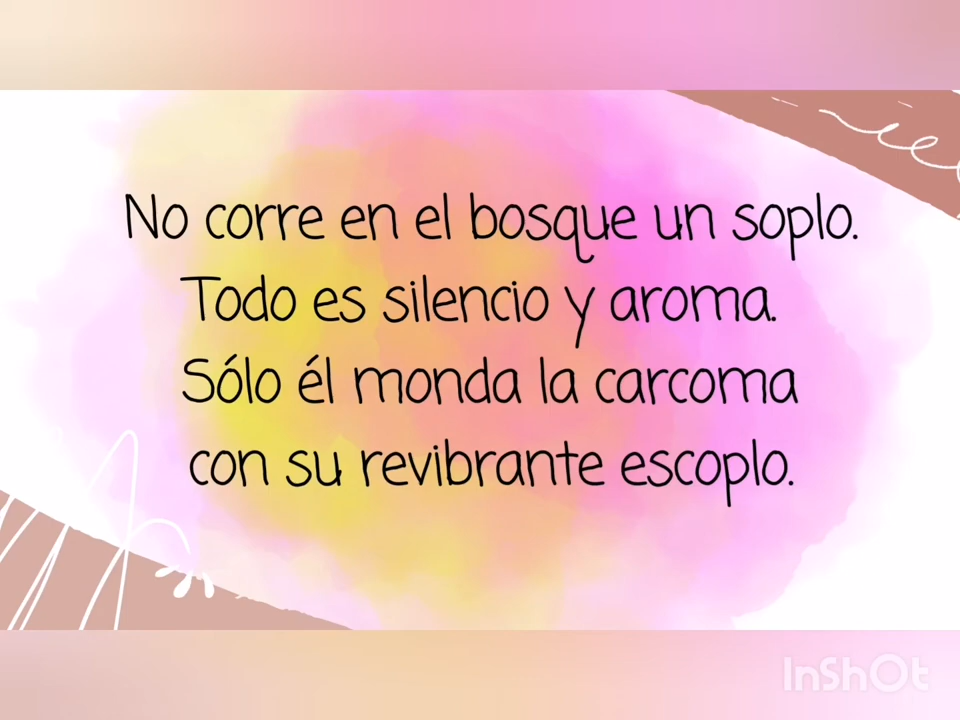 No corre en el bosque un soplo.
Todo es silencio y aroma.
Sólo él monda la carcoma
con su revibrante escoplo.
InShOt